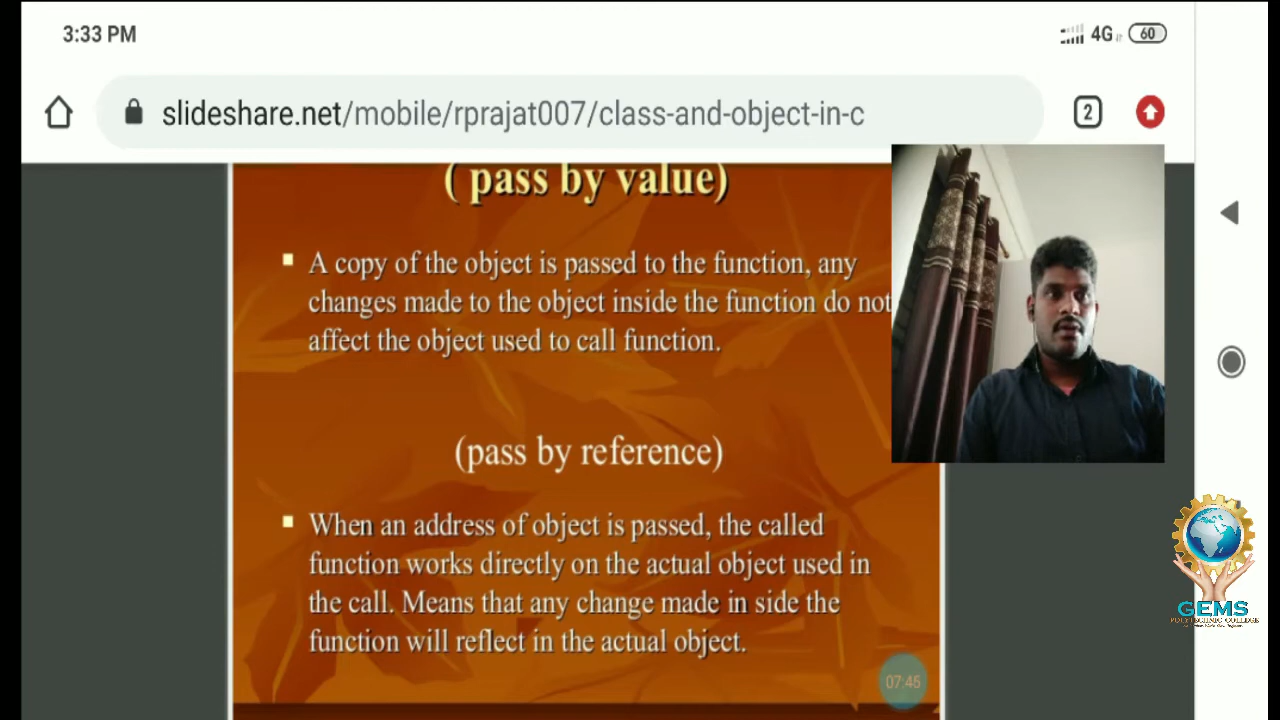 3:33 PM
4G
60
slideshare.net/mobile/rprajat007/class-and-object-in-c
2
( pass by value)
A copy of the object is passed to the function, any
changes made to the object inside the function do not
affect the object used to call function.
(pass by reference)
When an address of object is passed, the called
function works directly on the actual object used in
the call. Means that any change made in side the
function will reflect in the actual object.
07:45
GEMS
POLYTECHNIC COLLEGE